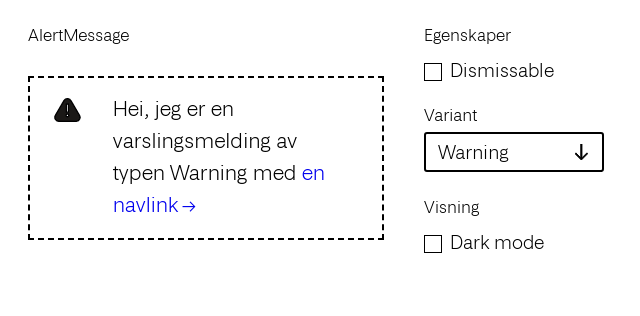 AlertMessage
Hei, jeg er en
varslingsmelding av
typen Warning med en
navlink→
Egenskaper
Dismissable
Variant
Warning
Visning
Dark mode